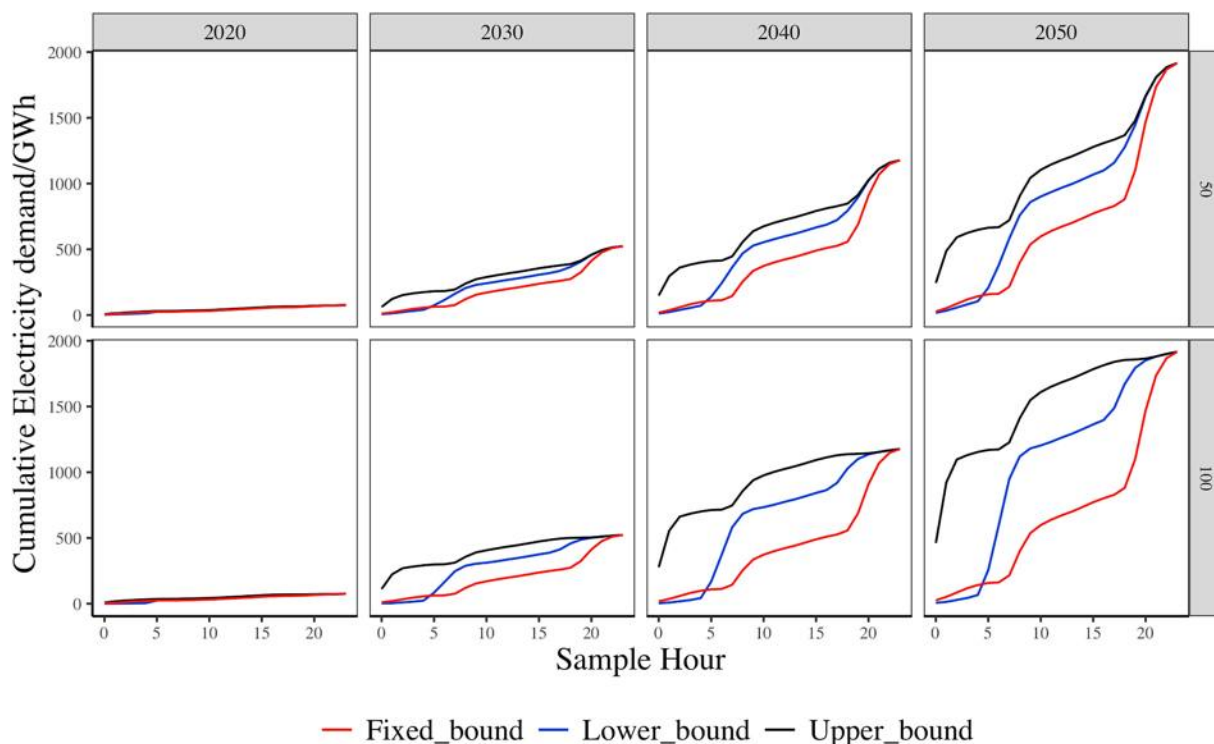 2020 2030 2040 2050
Cumulative Electricity demand/GWh
2000
1500
1000
500
0
50
2000
1500
1000
500
0
100
0 5 10 15 20 0 5 10 15 20 0 5 10 15 20 0 5 10 15 20
Sample Hour
Fixed_bound Lower_bound Upper_bound